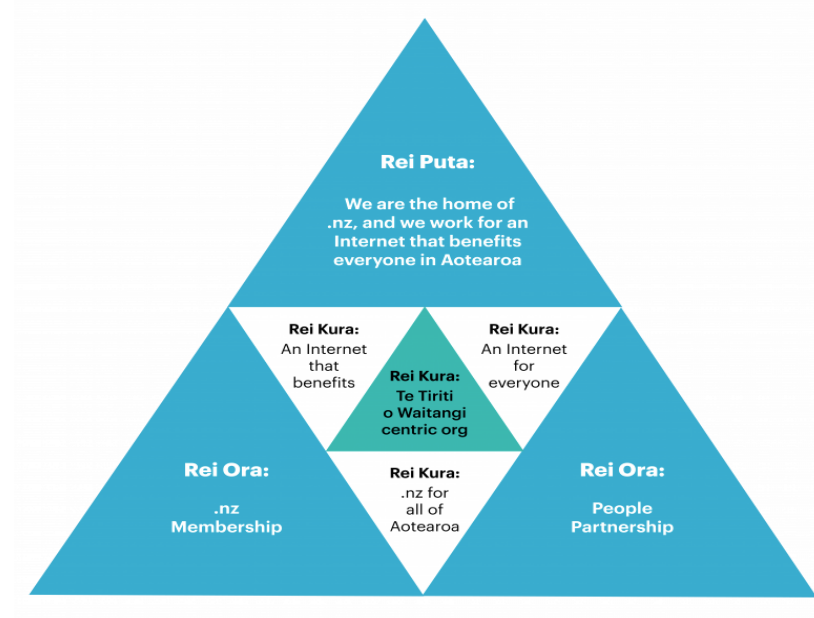 Rei Puta:
We are the home of
.nz, and we work for an
Internet that benefits
everyone in Aotearoa
Rei Kura:
An Internet
that
benefits
Rei Kura:
An Internet
for
everyone
Rei Kura:
Te Tiriti
o Waitangi
centric org
Rei Ora:
.nz
Membership
Rei Kura:
.nz for
all of
Aotearoa
Rei Ora:
People
Partnership